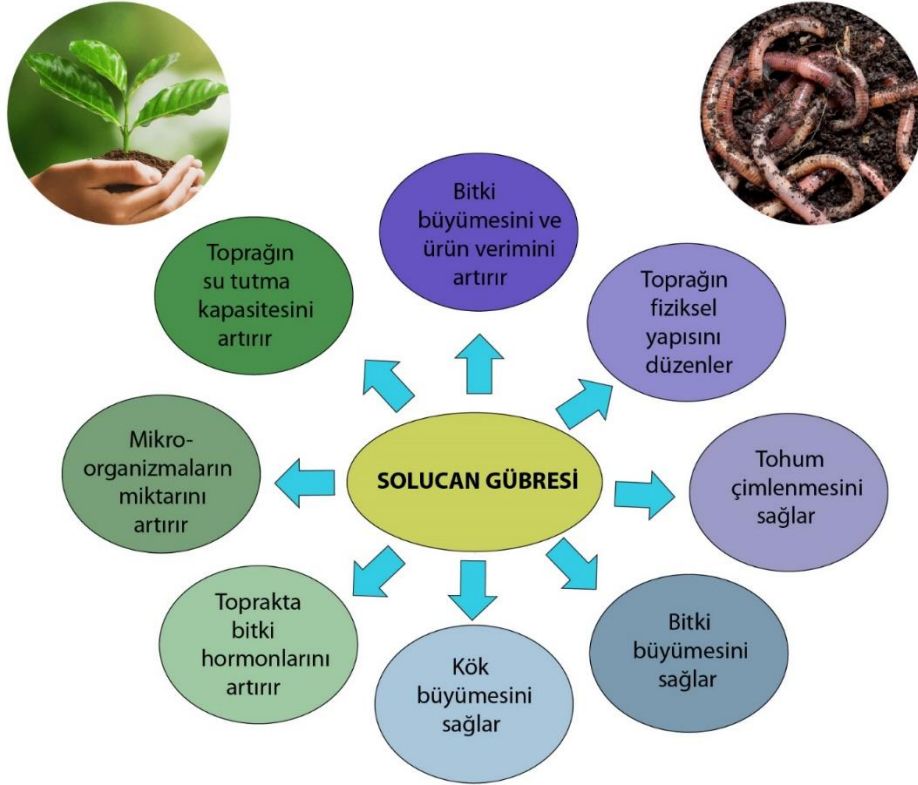 Bitki
büyümesini ve
ürün verimini
artırır
Toprağın
su tutma
kapasitesini
artırır
Toprağın
fiziksel
yapısını
düzenler
Mikro-
organizmaların
miktarını
artırır
SOLUCAN GÜBRESİ
Tohum
çimlenmesini
sağlar
Toprakta
bitki
hormonlarını
artırır
Kök
büyümesini
sağlar
Bitki
büyümesini
sağlar